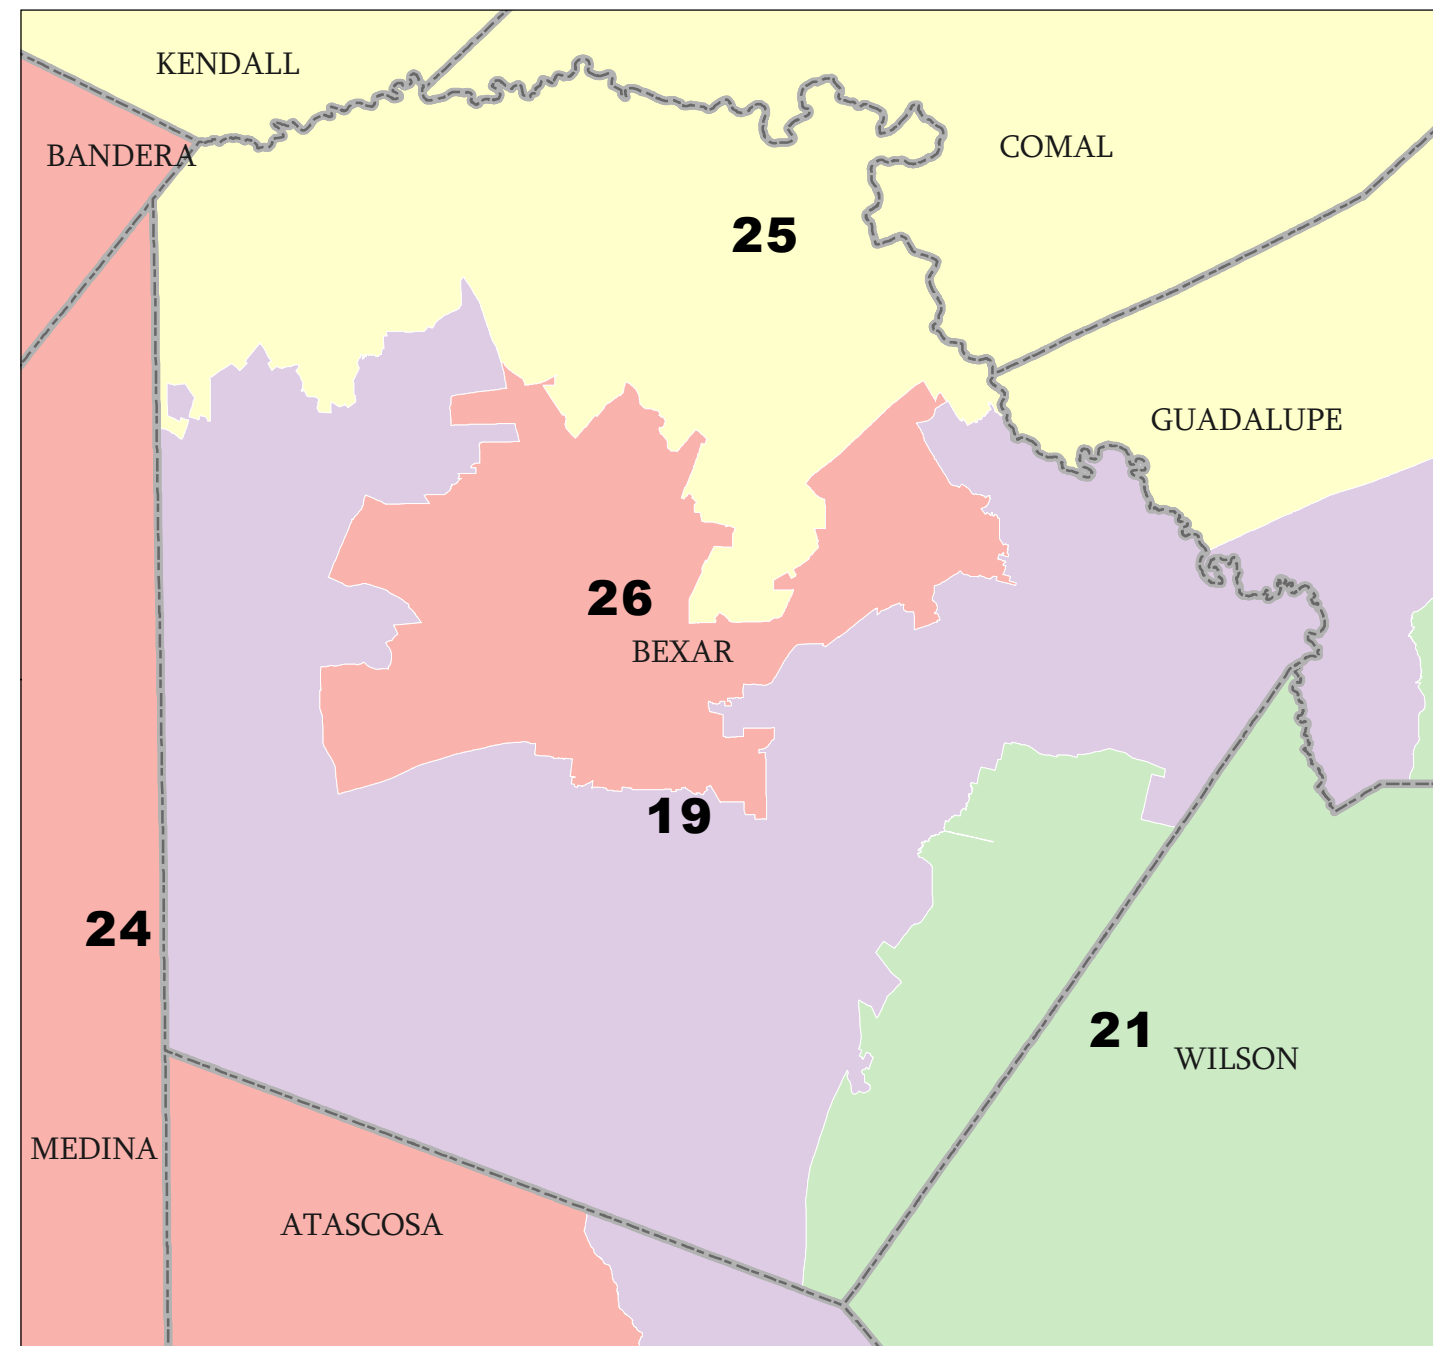 KENDALL
BANDERA
COMAL
25
GUADALUPE
26
BEXAR
19
24
21
WILSON
MEDINA
ATASCOSA